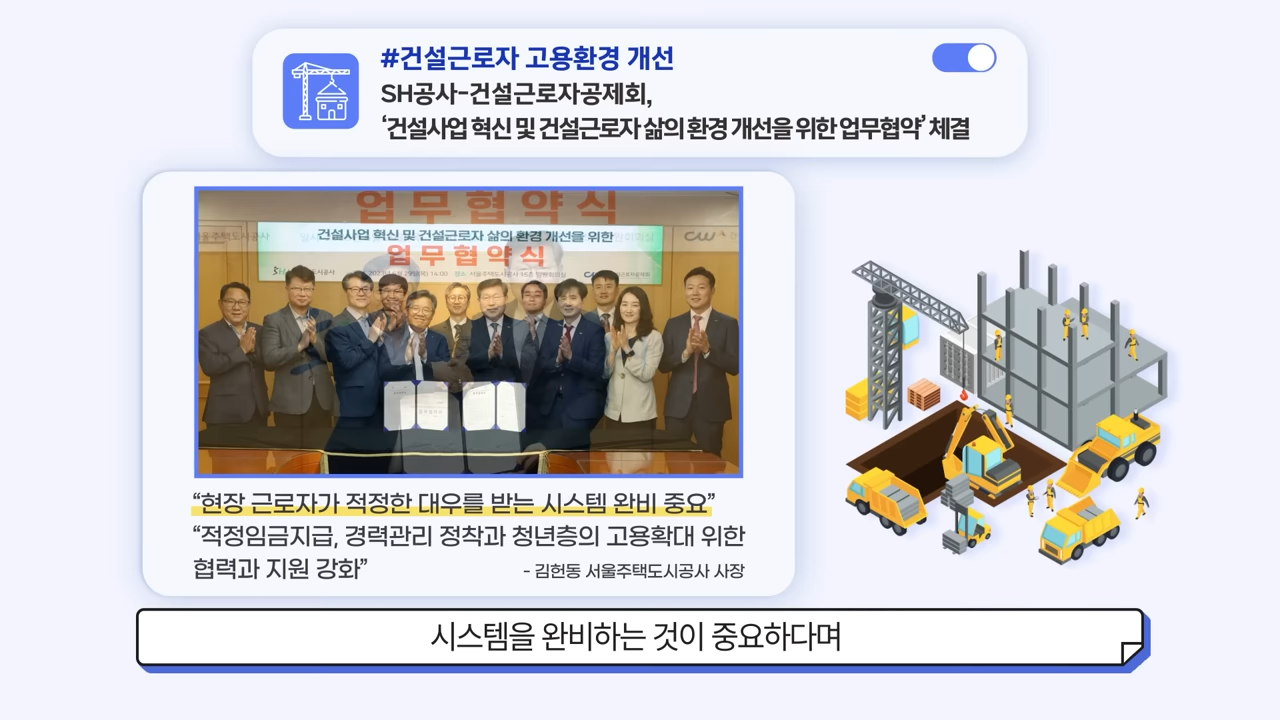 #건설근로자 고용환경 개선
SH공사-건설근로자공제회,
‘건설사업 혁신 및 건설근로자 삶의 환경 개선을 위한 업무협약’ 체결
업무협약식
건설사업 혁신 및 건설근로자 삶의 환경 개선을 위한
업무협약식
“현장 근로자가 적정한 대우를 받는 시스템 완비 중요”
“적정임금지급, 경력관리 정착과 청년층의 고용확대 위한
협력과 지원 강화”
- 김헌동 서울주택도시공사 사장
시스템을 완비하는 것이 중요하다며